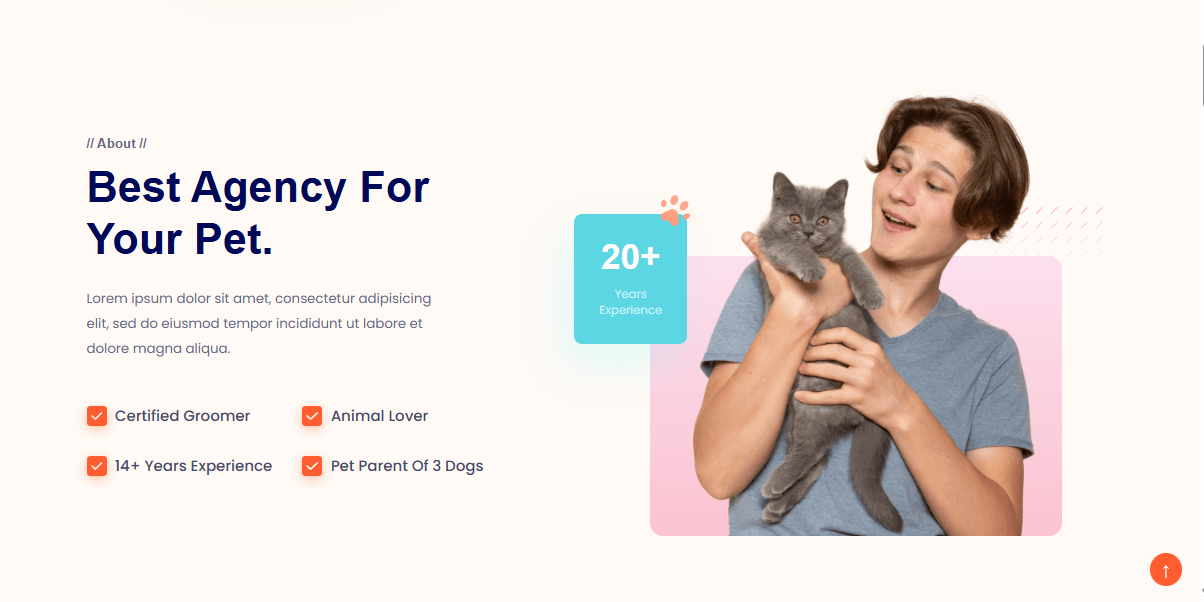 // About //
Best Agency For
Your Pet.
Lorem ipsum dolor sit amet, consectetur adipisicing
elit, sed do eiusmod tempor incididunt ut labore et
dolore magna aliqua.
Certified Groomer
Animal Lover
14+ Years Experience
Pet Parent Of 3 Dogs
20+
Years
Experience